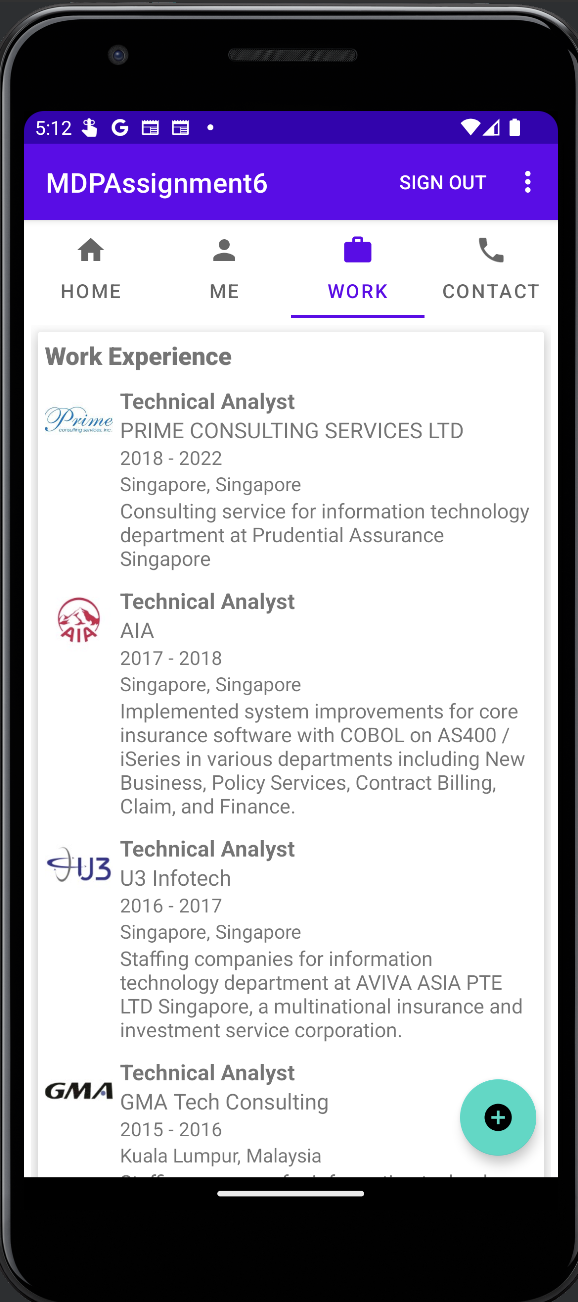 5:12
MDPAssignment6
SIGN OUT
HOME
ME
WORK
CONTACT
Work Experience
Prime
consulting services, inc.
Technical Analyst
PRIME CONSULTING SERVICES LTD
2018 - 2022
Singapore, Singapore
Consulting service for information technology
department at Prudential Assurance
Singapore
AIA
Technical Analyst
AIA
2017 - 2018
Singapore, Singapore
Implemented system improvements for core
insurance software with COBOL on AS400 /
iSeries in various departments including New
Business, Policy Services, Contract Billing,
Claim, and Finance.
U3
Technical Analyst
U3 Infotech
2016 - 2017
Singapore, Singapore
Staffing companies for information
technology department at AVIVA ASIA PTE
LTD Singapore, a multinational insurance and
investment service corporation.
GMA
Technical Analyst
GMA Tech Consulting
2015 - 2016
Kuala Lumpur, Malaysia